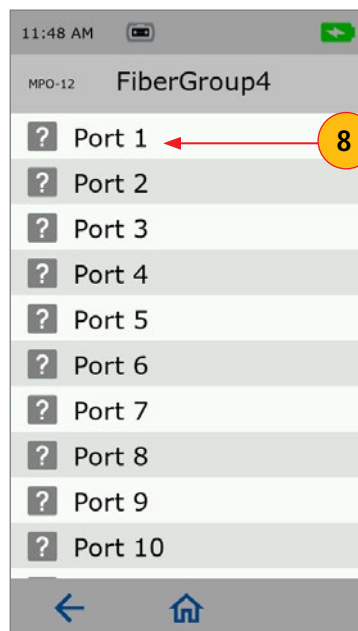 11:48 AM
MPO-12 FiberGroup4
? Port 1
8
? Port 2
? Port 3
? Port 4
? Port 5
? Port 6
? Port 7
? Port 8
? Port 9
? Port 10